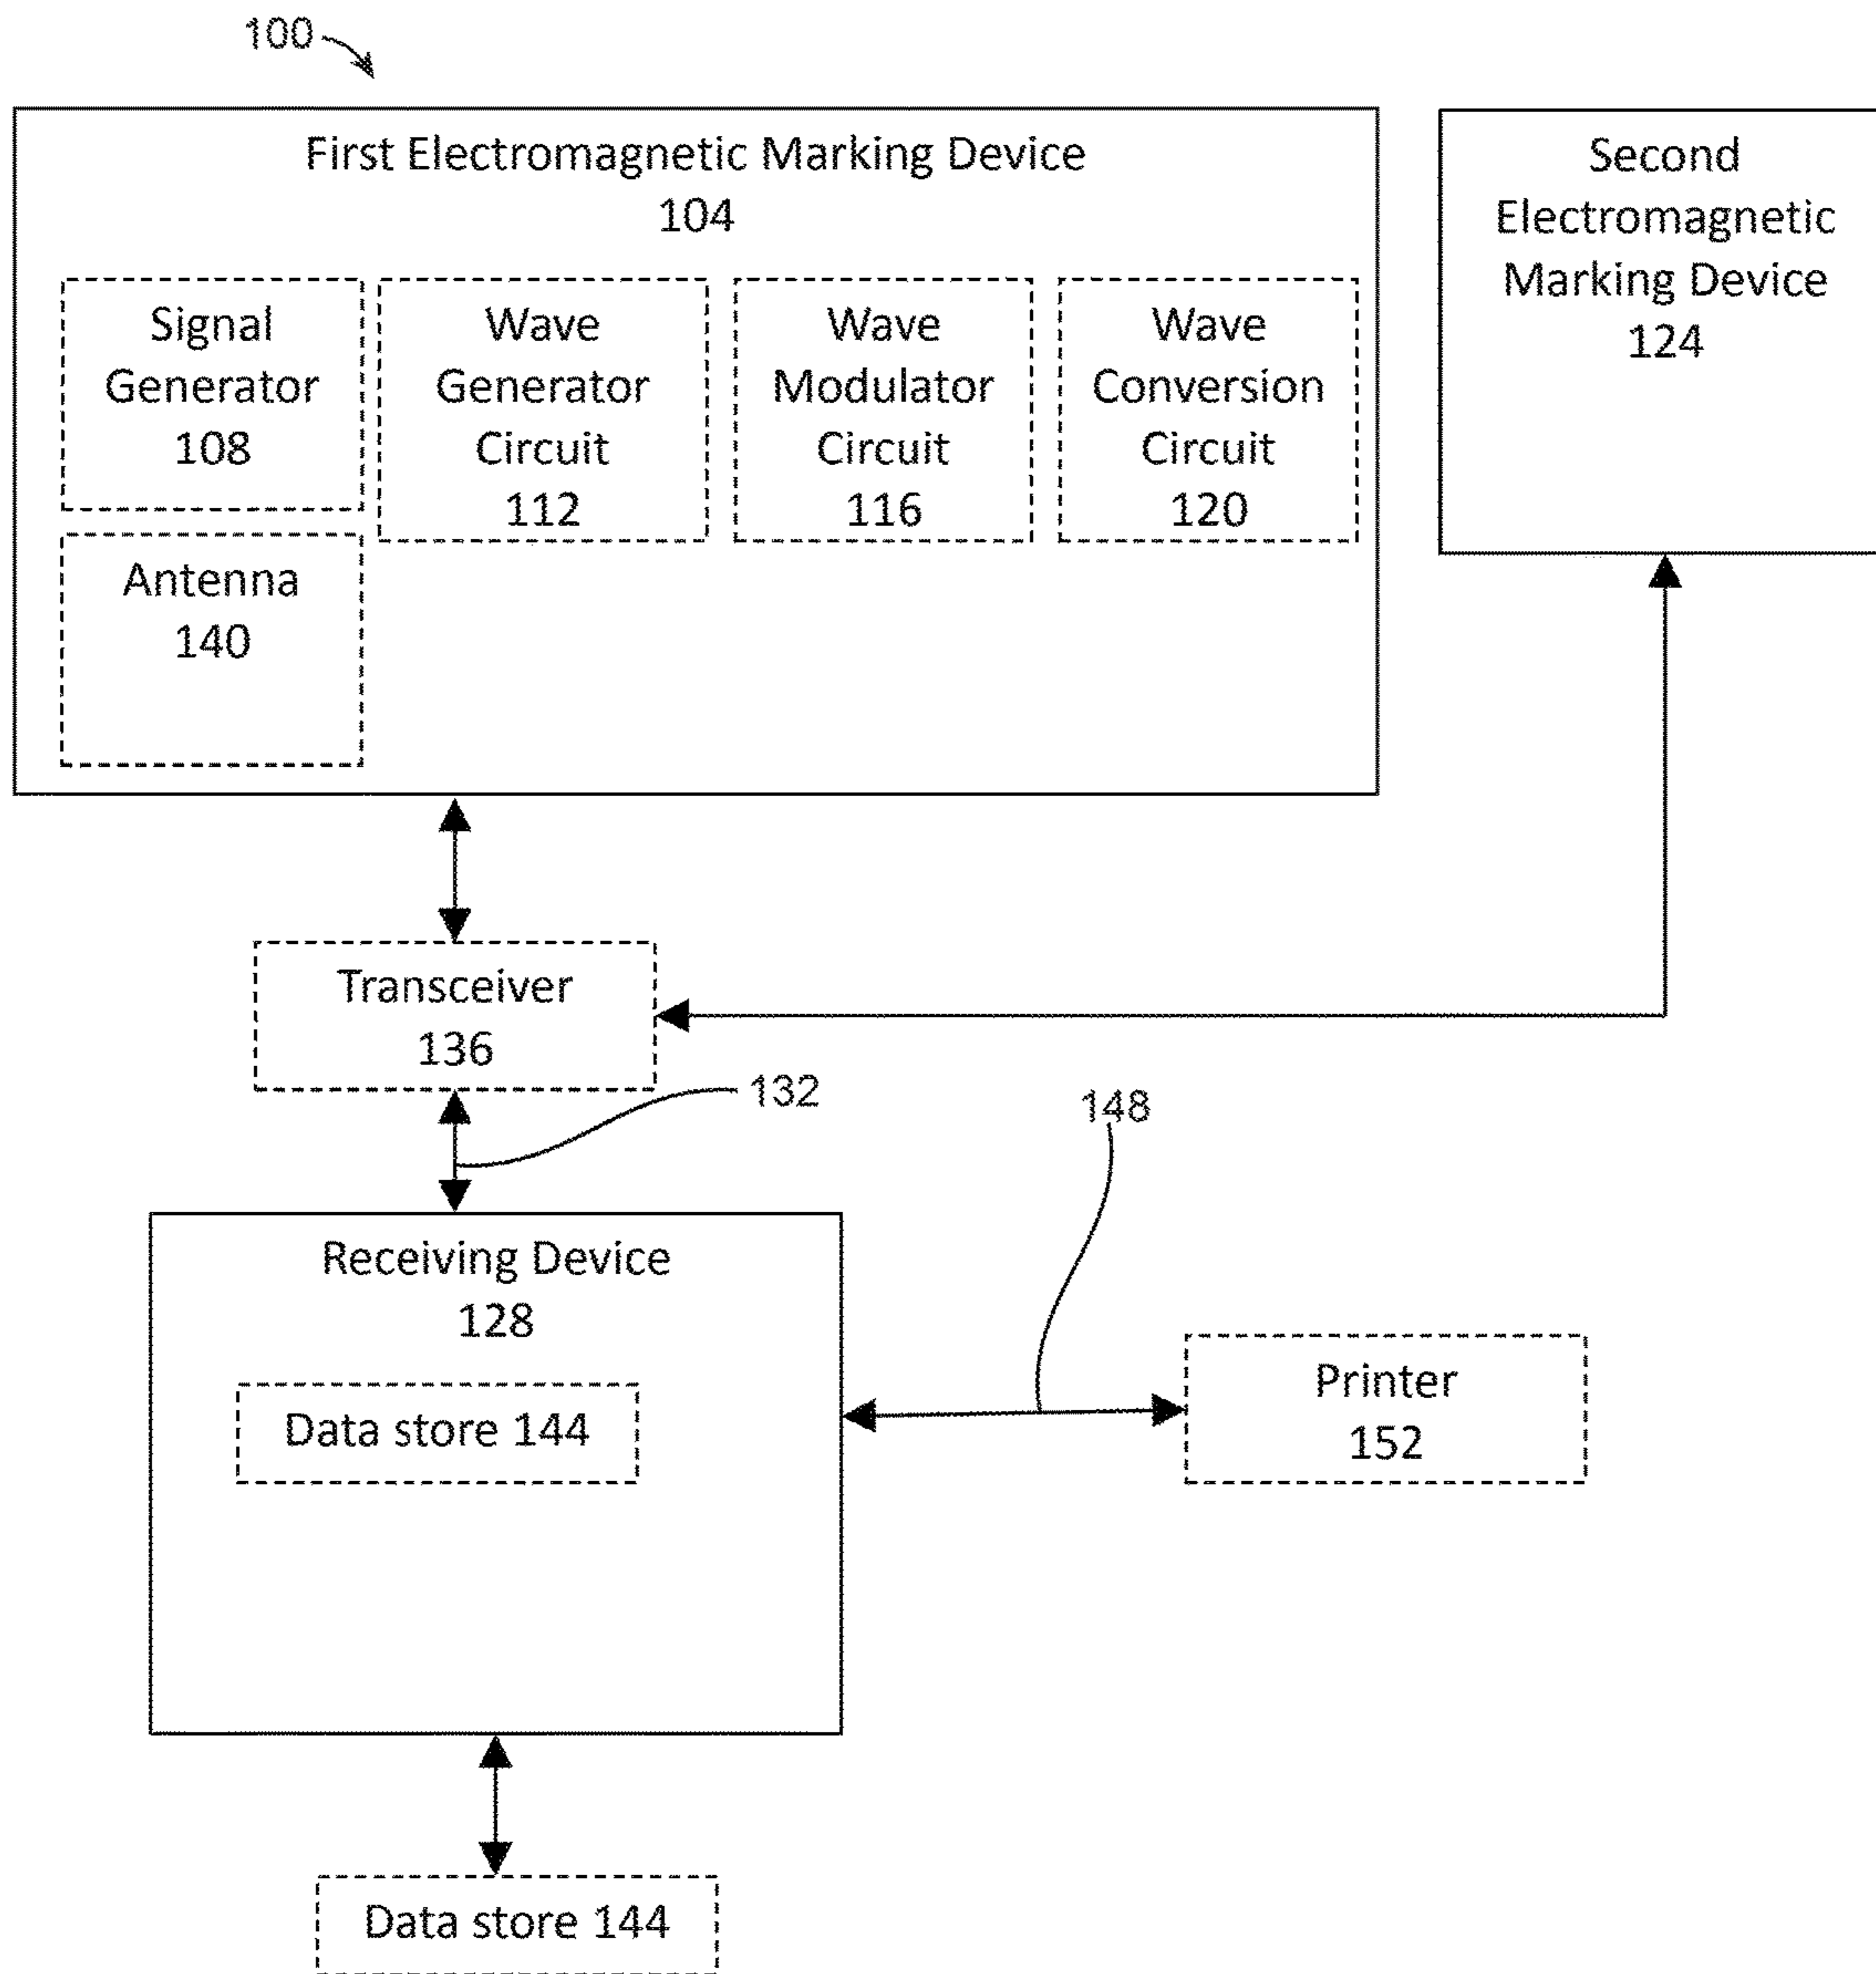 100
First Electromagnetic Marking Device
104
Signal
Generator
108
Wave
Generator
Circuit
112
Wave
Modulator
Circuit
116
Wave
Conversion
Circuit
120
Antenna
140
Second
Electromagnetic
Marking Device
124
Transceiver
136
132
148
Receiving Device
128
Data store 144
Printer
152
Data store 144